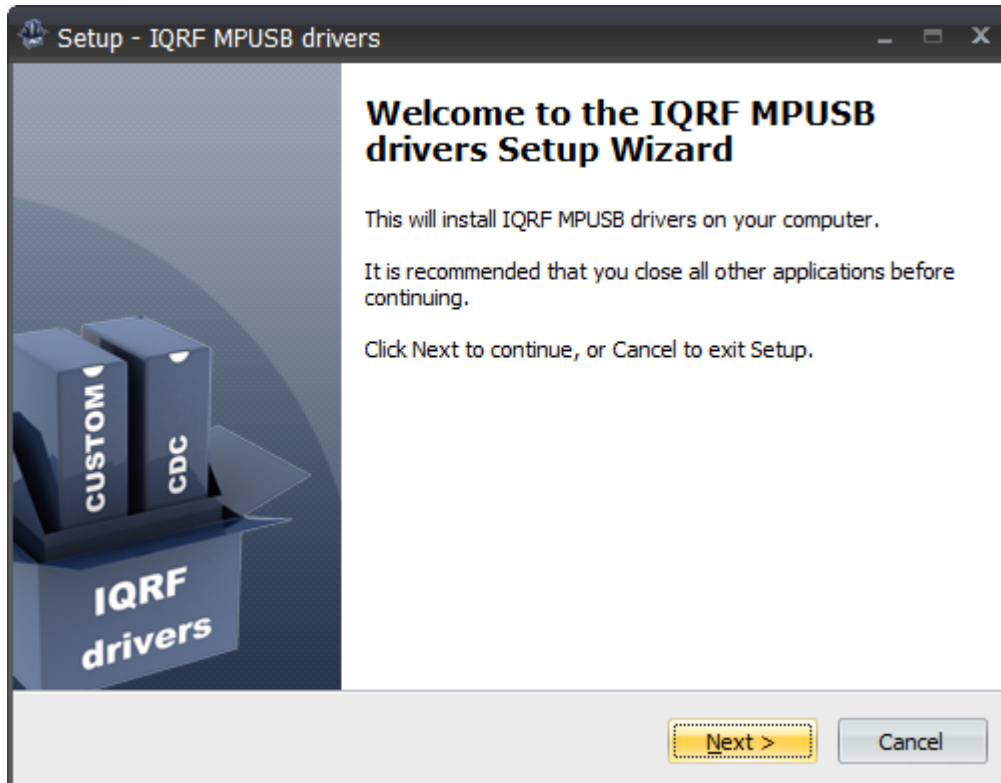 Setup - IQRF MPUSB drivers
Welcome to the IQRF MPUSB
drivers Setup Wizard
This will install IQRF MPUSB drivers on your computer.
It is recommended that you close all other applications before
continuing.
Click Next to continue, or Cancel to exit Setup.
CUSTOM
CDC
IQRF
drivers
Next >
Cancel